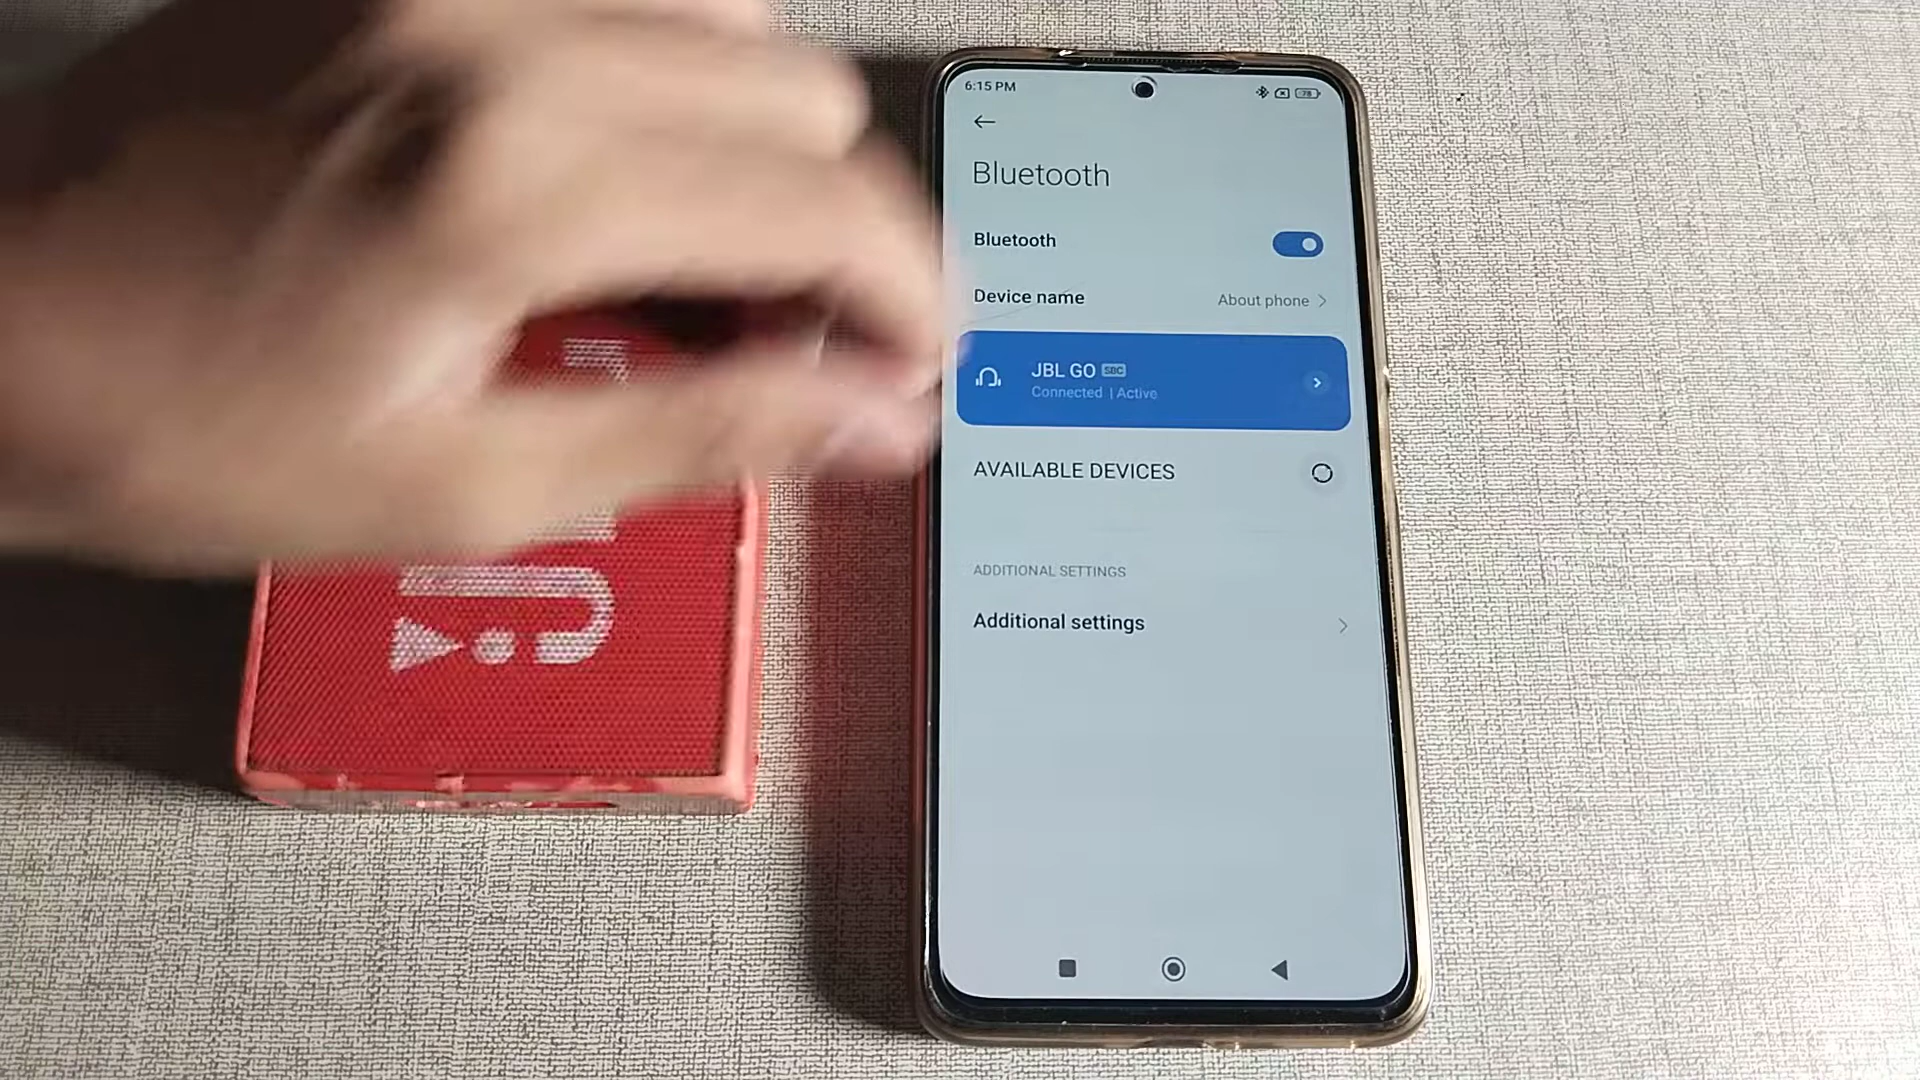 6:15 PM
78
Bluetooth
Bluetooth
Device name
About phone
JBL GO SBC
Connected | Active
AVAILABLE DEVICES
ADDITIONAL SETTINGS
Additional settings